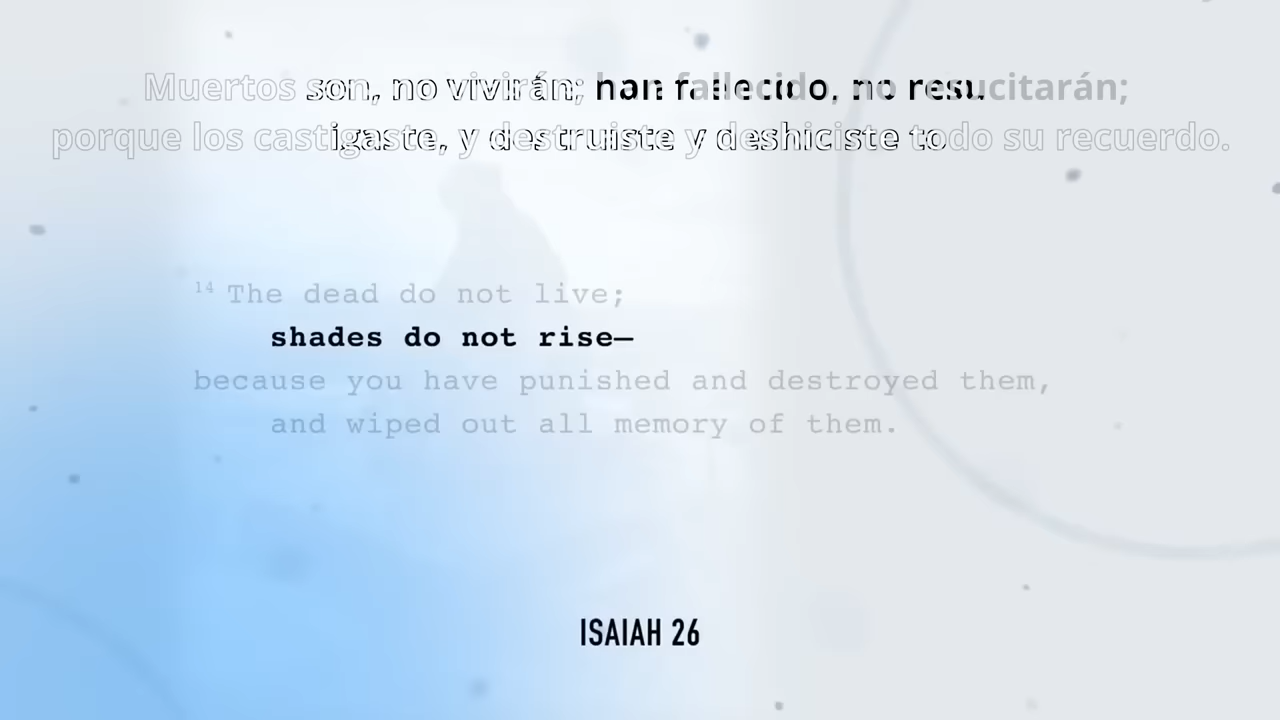 Muertos son, no vivirán; han fallecido, no resucitarán;
porque los castigaste, y destruiste y deshiciste todo su recuerdo.
14 The dead do not live;
shades do not rise—
because you have punished and destroyed them,
and wiped out all memory of them.
ISAIAH 26